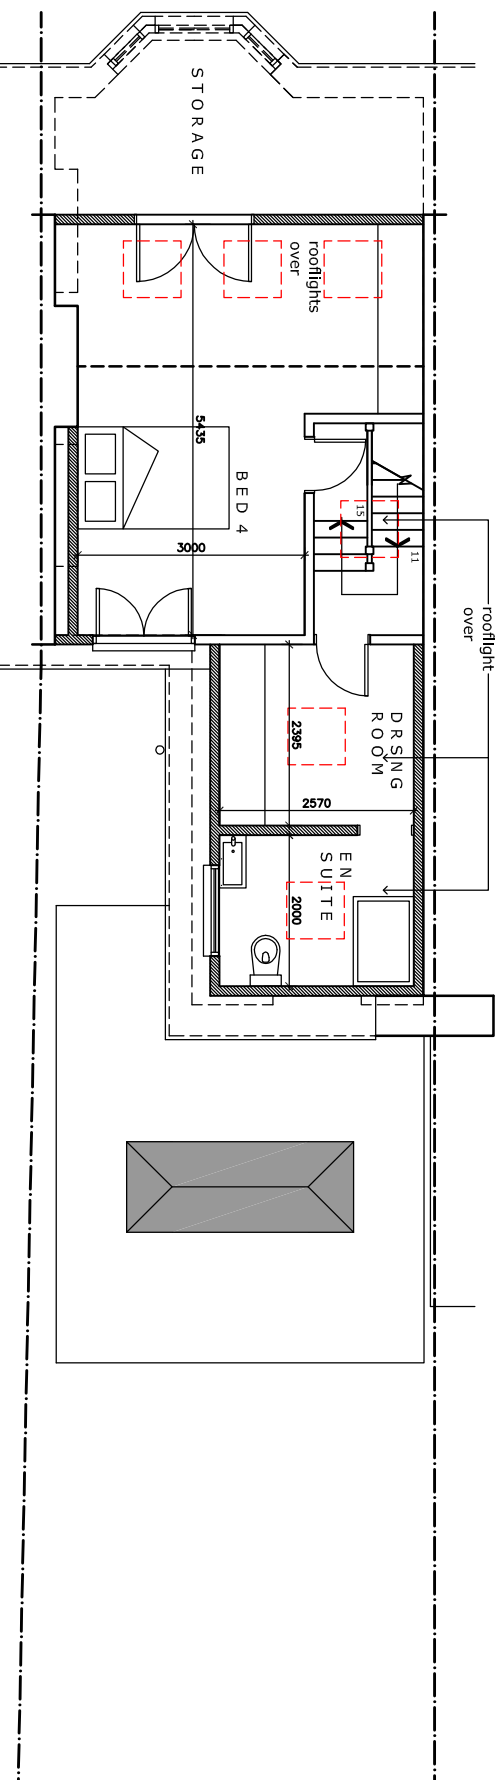 STORAGE
rooflights
over
5435
BED 4
3000
15
11
rooflight
over
DRSNG
ROOM
2395
2570
EN
SUITE
2000